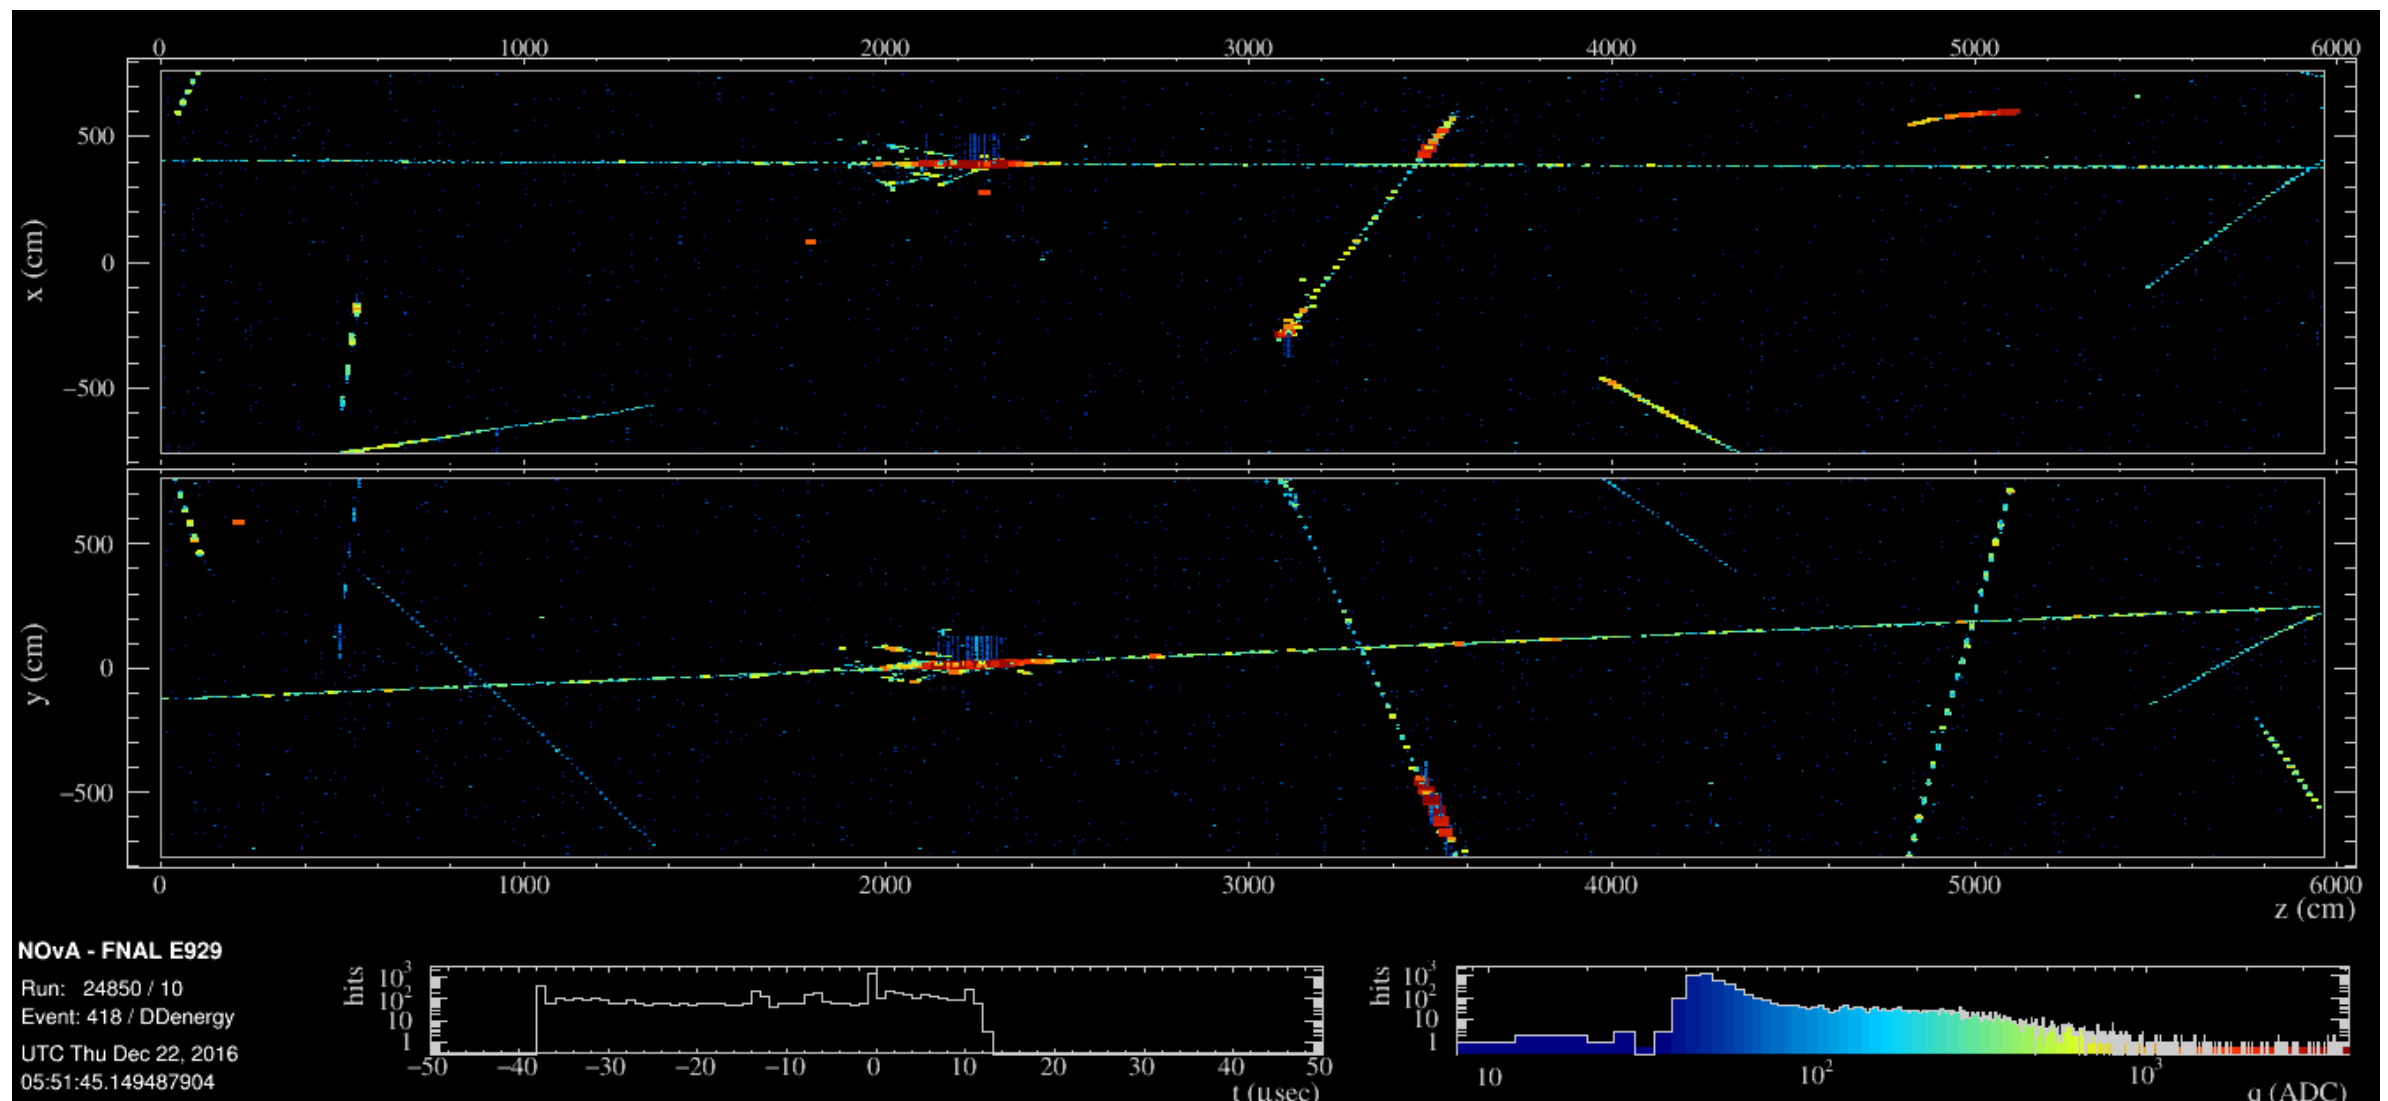 0 1000 2000 3000 4000 5000 6000
500
0
−500
x (cm)
500
0
−500
y (cm)
0 1000 2000 3000 4000 5000 6000
z (cm)
NOvA - FNAL E929
Run: 24850 / 10
Event: 418 / DDenergy
UTC Thu Dec 22, 2016
05:51:45.149487904
hits
10³
10²
10
1
−50 −40 −30 −20 −10 0 10 20 30 40 50
t (μsec)
hits
10³
10²
10
1
10 10² 10³
q (ADC)